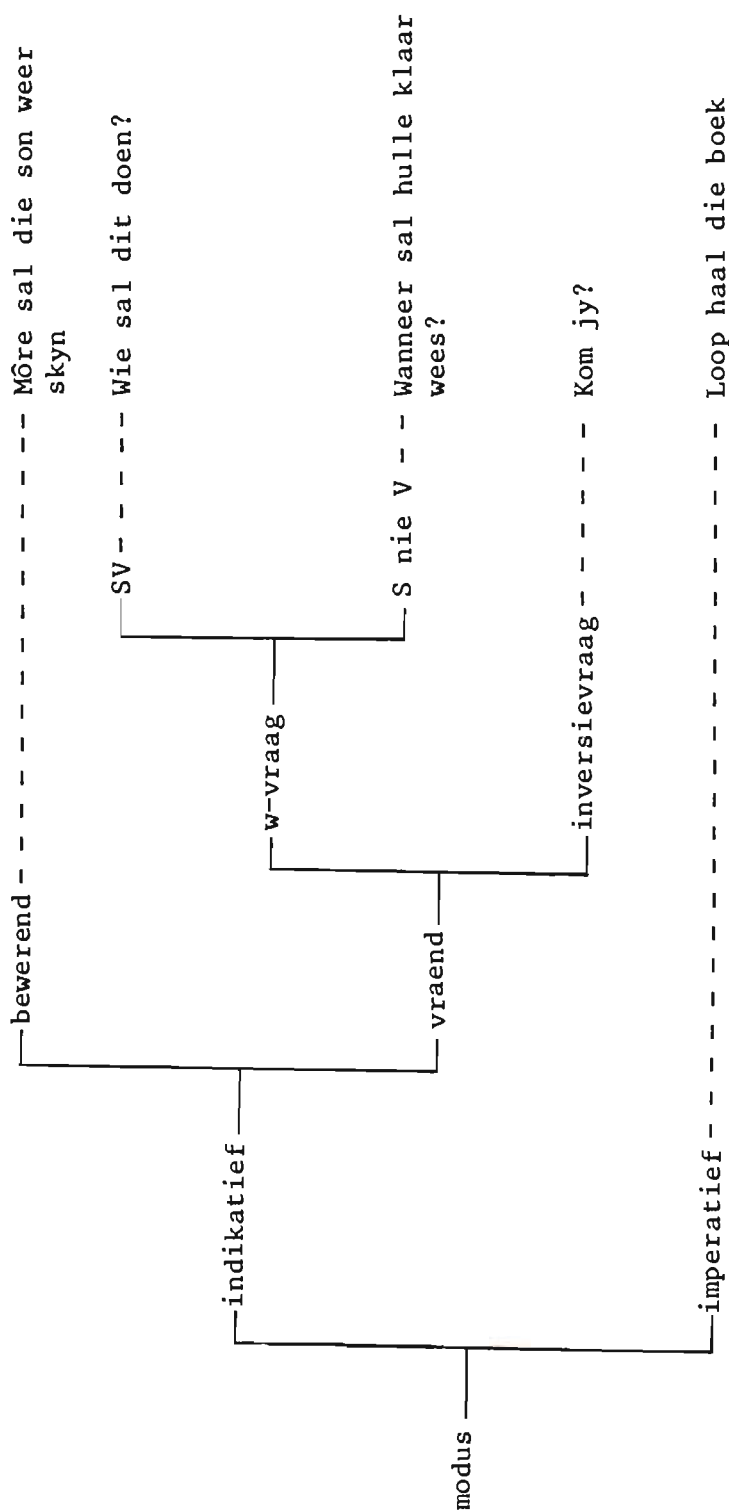 bewerend - - - - - - - - - - - - - - Môre sal die son weer
skyn
SV - - - - - - Wie sal dit doen?
w-vraag
S nie V - - - Wanneer sal hulle klaar
wees?
indikatief
vraend
inversievraag - - - - - - Kom jy?
modus
imperatief - - - - - - - - - - - - - - - - - - - - Loop haal die boek